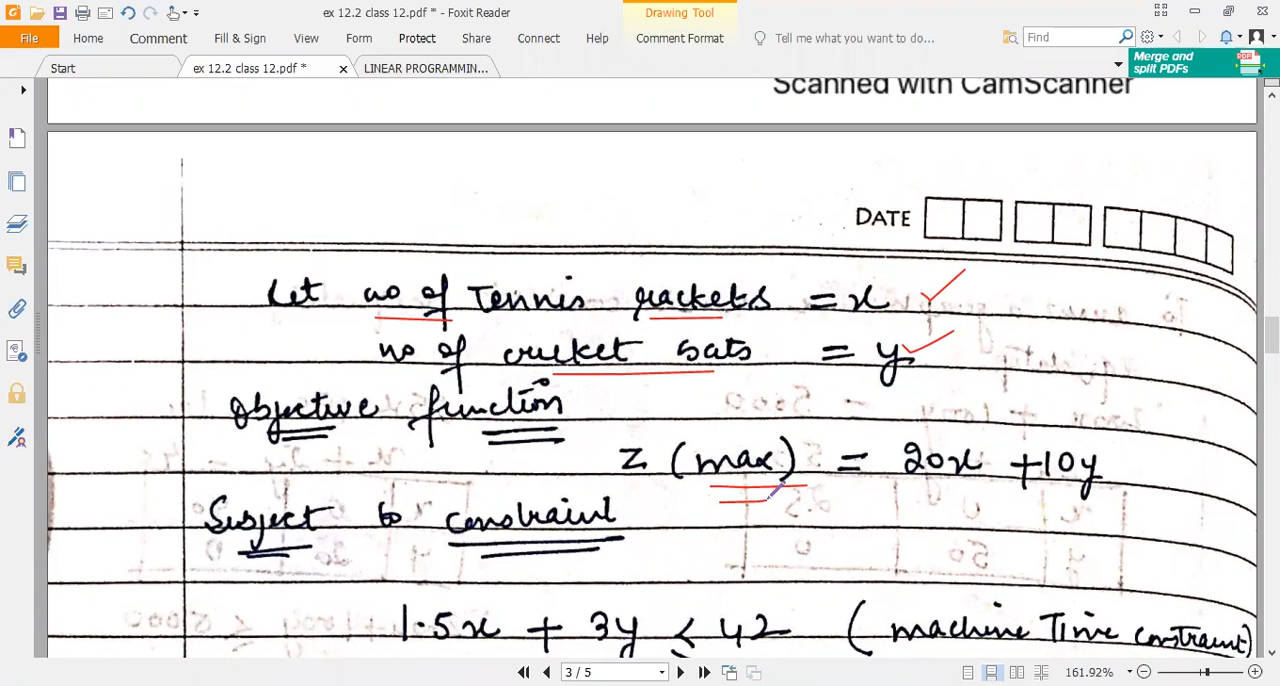 ex 12.2 class 12.pdf * - Foxit Reader
Drawing Tool
File Home Comment Fill & Sign View Form Protect Share Connect Help Comment Format Tell me what you want to do... Find
Start ex 12.2 class 12.pdf * LINEAR PROGRAMMIN...
Merge and
split PDFs
Scanned with CamScanner
DATE
Let no of Tennis rackets = x
no of cricket bats = y
Objective function
Z (max) = 20x + 10y
Subject to constraint
1.5x + 3y ≤ 42 (machine Time constraint)
3 / 5 161.92%